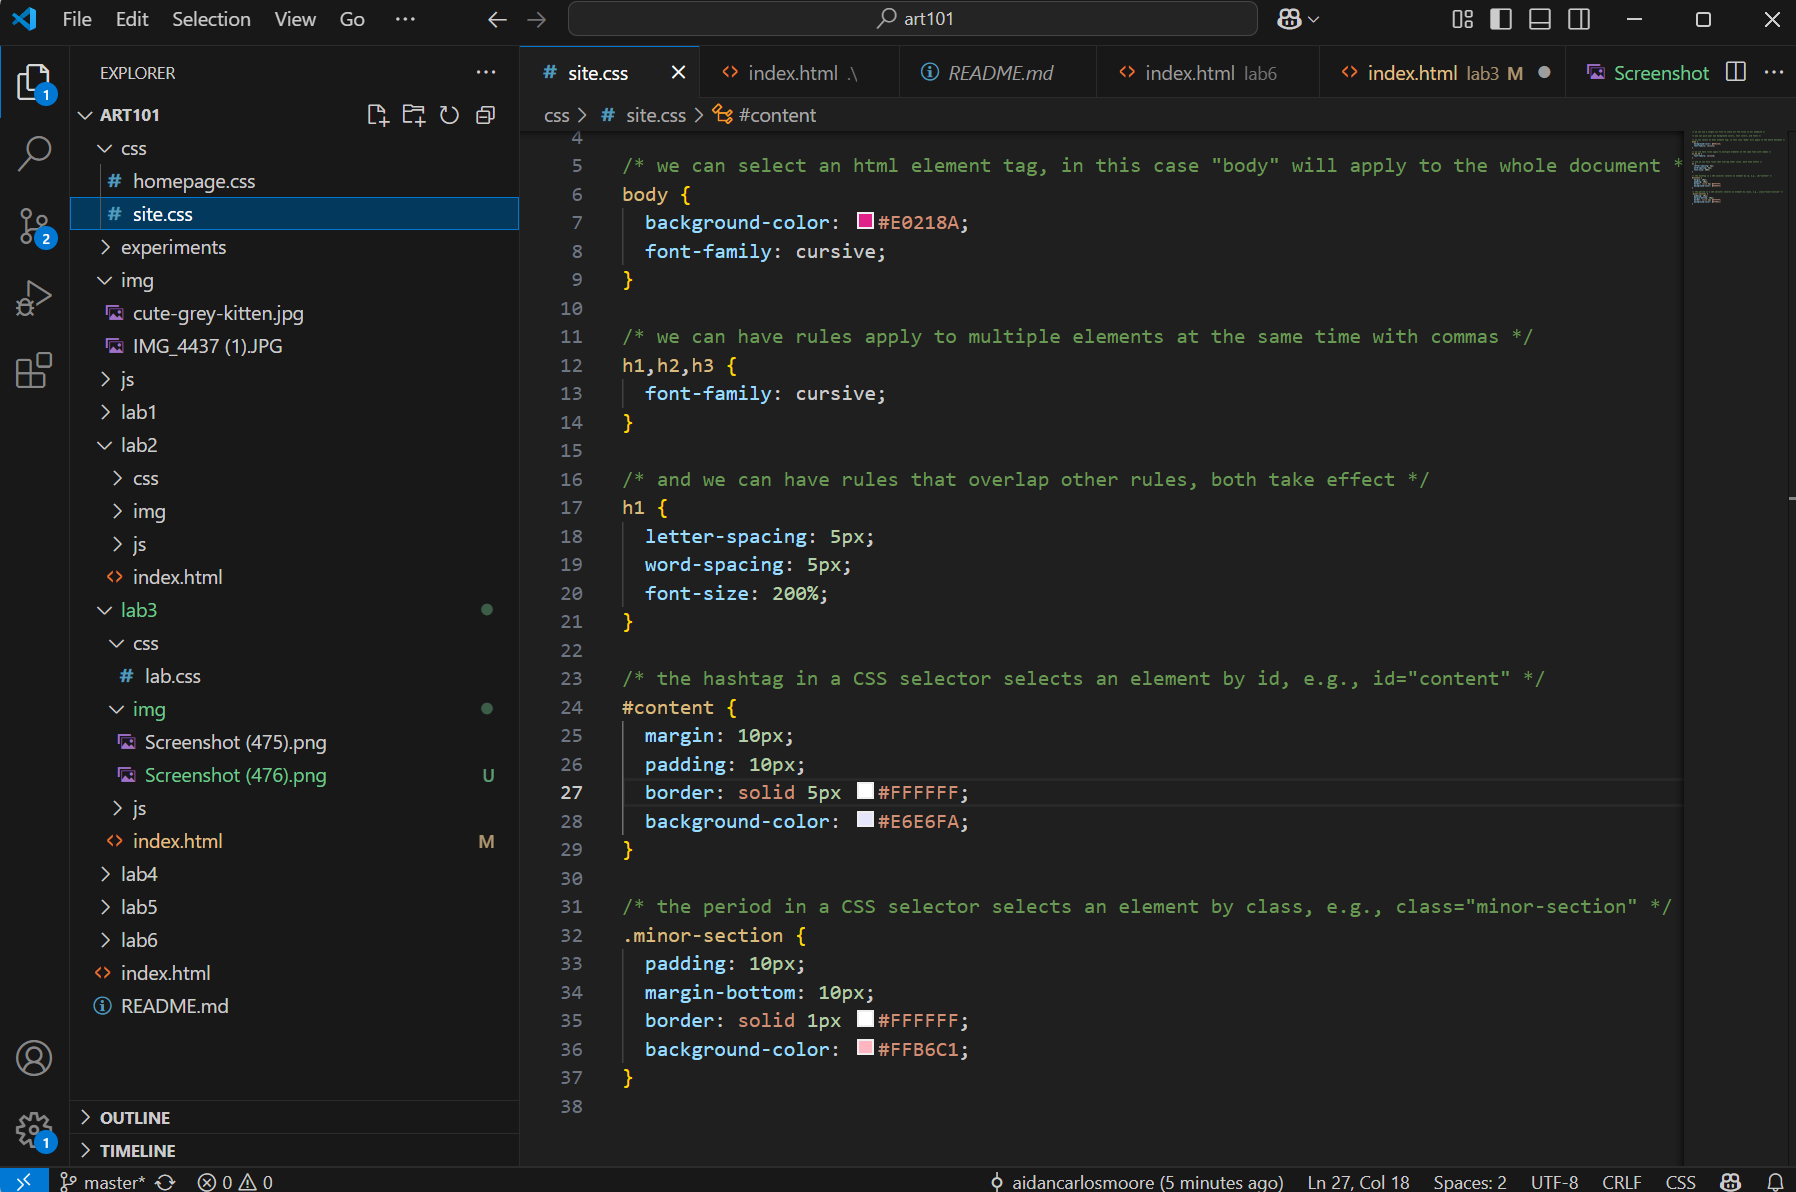 File Edit Selection View Go ··· art101
EXPLORER ···
ART101
css
# homepage.css
# site.css
experiments
img
cute-grey-kitten.jpg
IMG_4437 (1).JPG
js
lab1
lab2
css
img
js
<> index.html
lab3
css
# lab.css
img
Screenshot (475).png
Screenshot (476).png U
js
<> index.html M
lab4
lab5
lab6
<> index.html
README.md
OUTLINE
TIMELINE
1
2
1
# site.css <> index.html .\ README.md <> index.html lab6 <> index.html lab3 M Screenshot ···
css > # site.css > #content
4
5 /* we can select an html element tag, in this case "body" will apply to the whole document *
6 body {
7 background-color: #E0218A;
8 font-family: cursive;
9 }
10
11 /* we can have rules apply to multiple elements at the same time with commas */
12 h1,h2,h3 {
13 font-family: cursive;
14 }
15
16 /* and we can have rules that overlap other rules, both take effect */
17 h1 {
18 letter-spacing: 5px;
19 word-spacing: 5px;
20 font-size: 200%;
21 }
22
23 /* the hashtag in a CSS selector selects an element by id, e.g., id="content" */
24 #content {
25 margin: 10px;
26 padding: 10px;
27 border: solid 5px #FFFFFF;
28 background-color: #E6E6FA;
29 }
30
31 /* the period in a CSS selector selects an element by class, e.g., class="minor-section" */
32 .minor-section {
33 padding: 10px;
34 margin-bottom: 10px;
35 border: solid 1px #FFFFFF;
36 background-color: #FFB6C1;
37 }
38
master* 0 0 aidancarlosmoore (5 minutes ago) Ln 27, Col 18 Spaces: 2 UTF-8 CRLF CSS